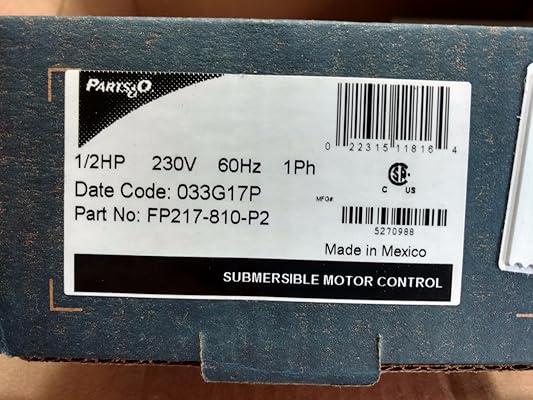 PARTS2O
0 22315 11816 4
1/2HP 230V 60Hz 1Ph
Date Code: 033G17P
MFG#
C US
Part No: FP217-810-P2
5270988
Made in Mexico
SUBMERSIBLE MOTOR CONTROL